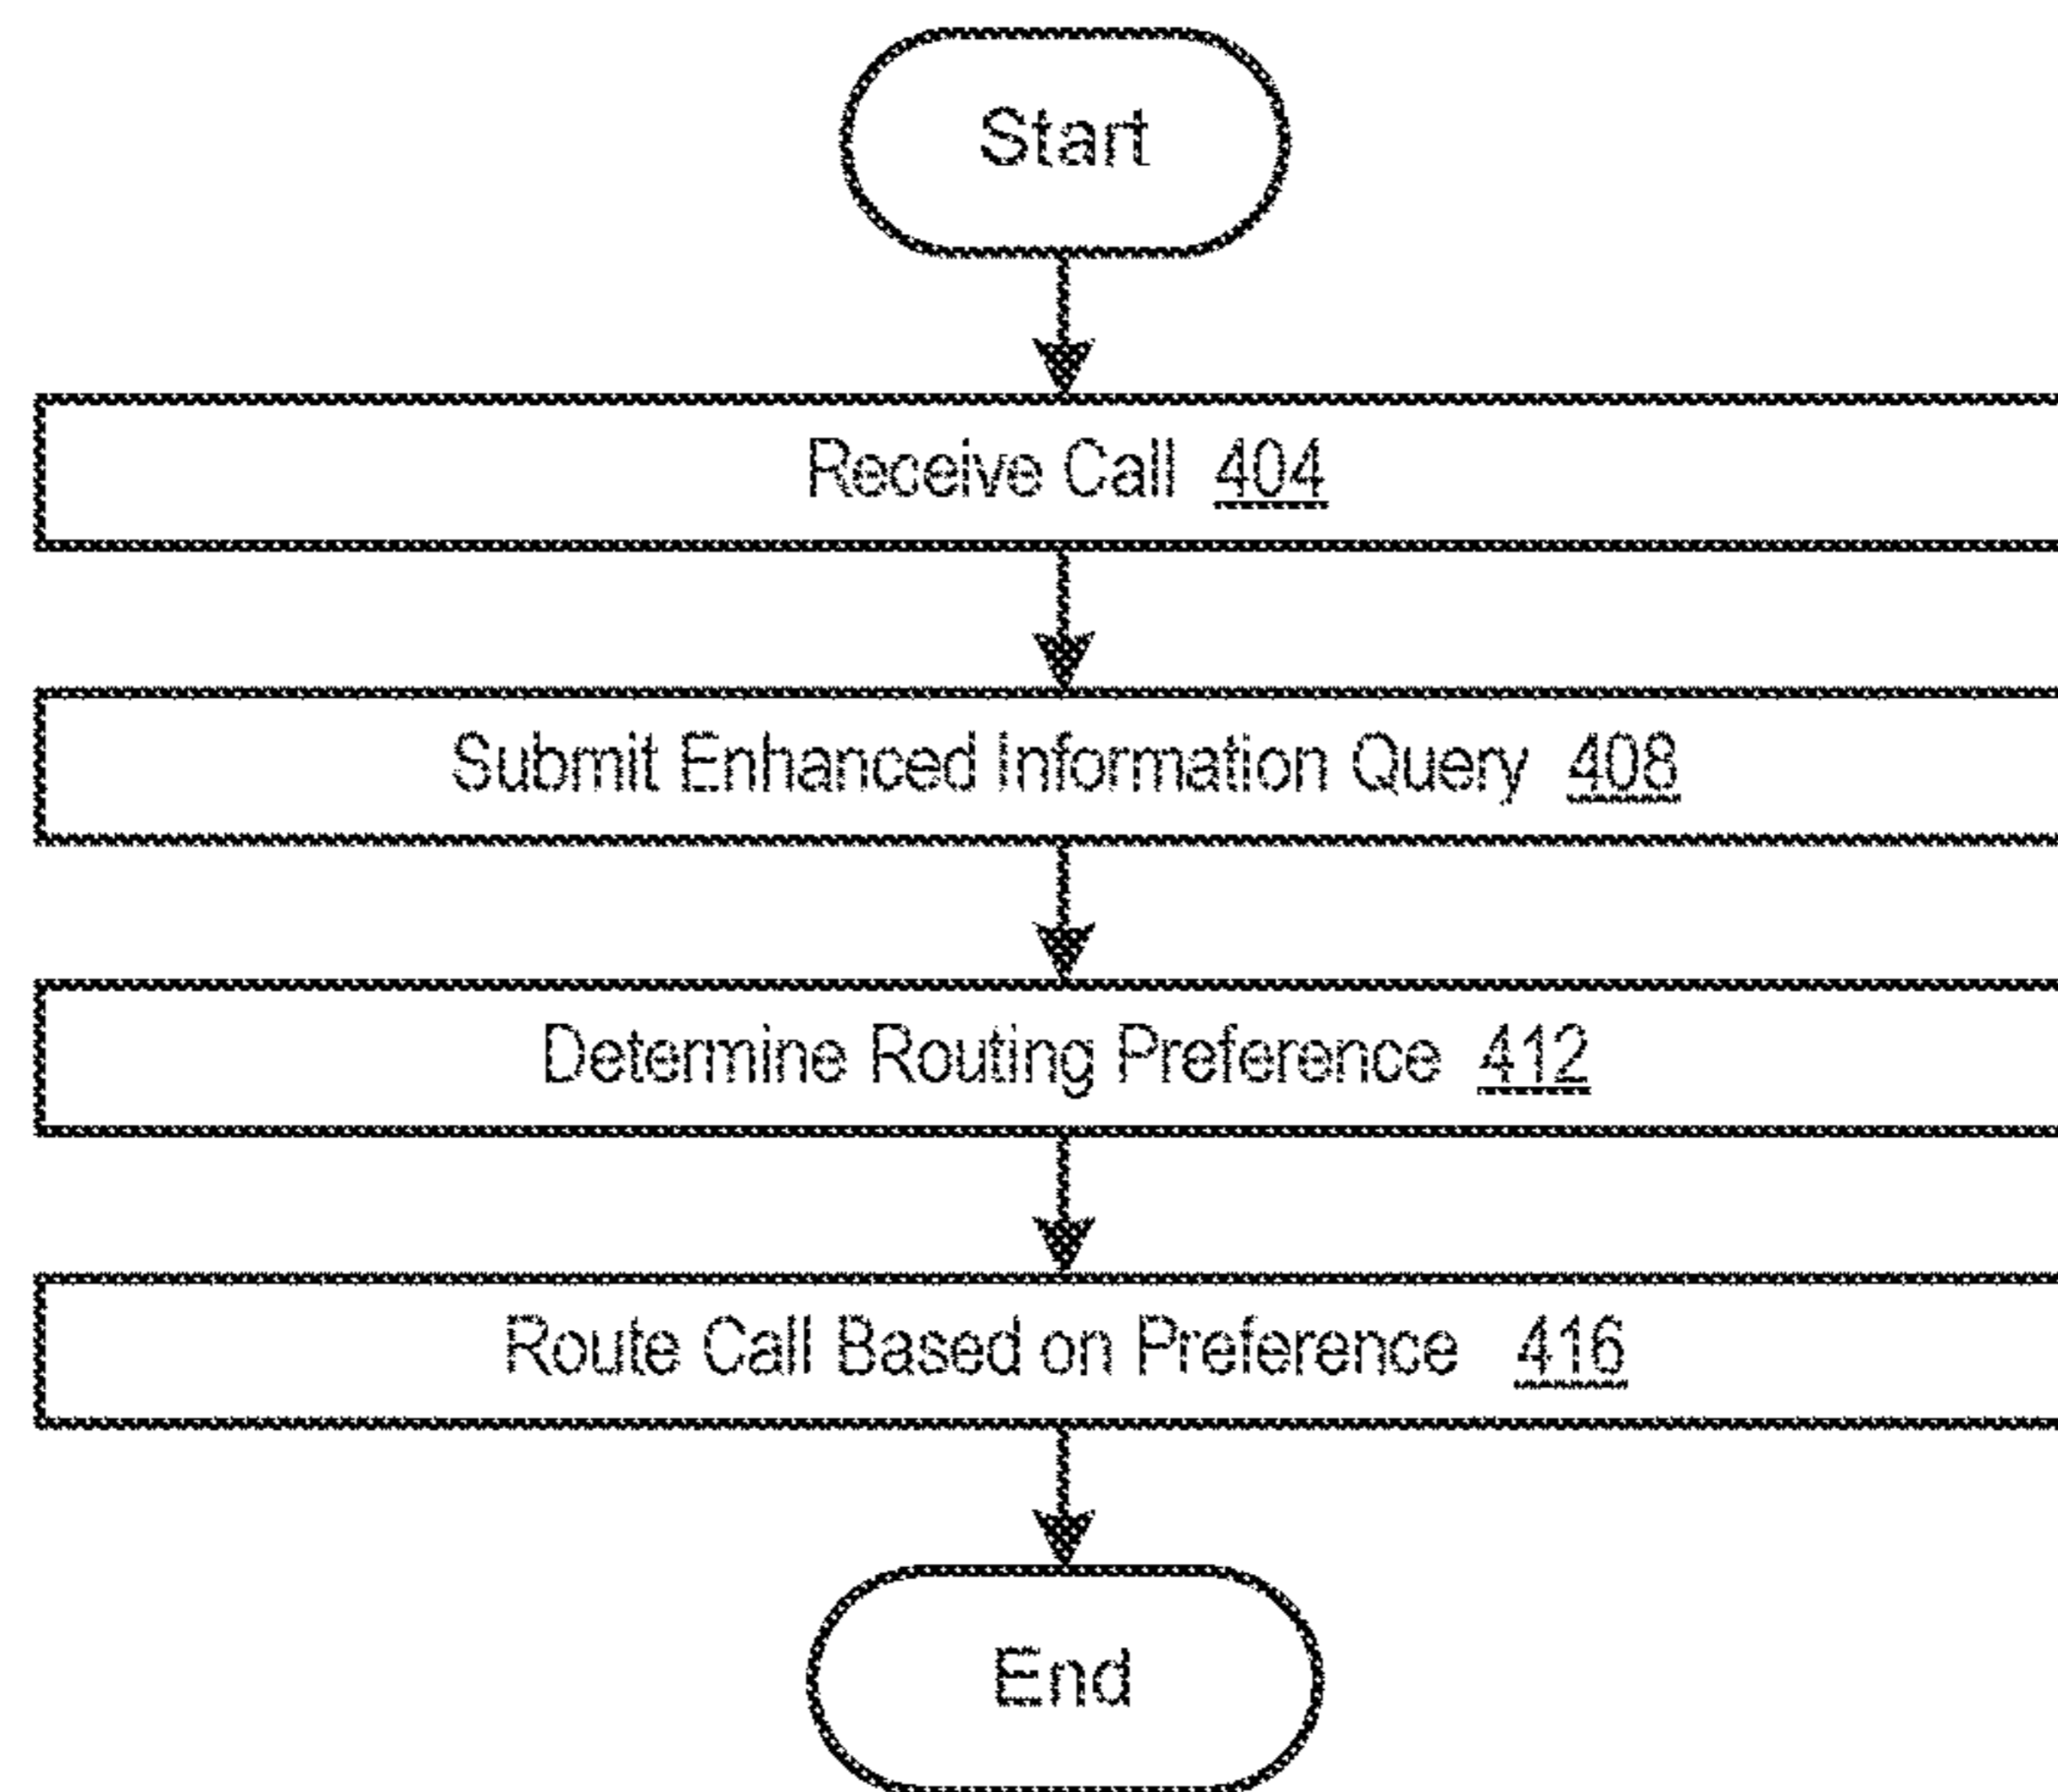 Start
Receive Call 404
Submit Enhanced Information Query 408
Determine Routing Preference 412
Route Call Based on Preference 416
End